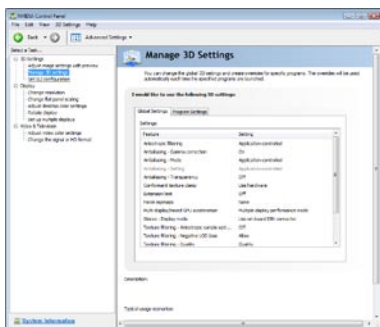 NVIDIA Control Panel
File Edit View 3D Settings Help
Back
Advanced Settings
Select a Task...
3D Settings
Adjust image settings with preview
Manage 3D settings
Set SLI configuration
Display
Change resolution
Change flat panel scaling
Adjust desktop color settings
Rotate display
Set up multiple displays
Video & Television
Adjust video color settings
Change the signal or HD format
System Information
Manage 3D Settings
You can change the global 3D settings and create overrides for specific programs. The overrides will be used
automatically each time the specified programs are launched.
I would like to use the following 3D settings:
Global Settings Program Settings
Settings:
Feature Setting
Anisotropic filtering Application-controlled
Antialiasing - Gamma correction On
Antialiasing - Mode Application-controlled
Antialiasing - Setting Application-controlled
Antialiasing - Transparency Off
Conformant texture clamp Use hardware
Extension limit Off
Force mipmaps None
Multi-display/mixed-GPU acceleration Multiple display performance mode
Stereo - Display mode
Texture filtering - Anisotropic sample opti... Off
Texture filtering - Negative LOD bias Allow
Texture filtering - Quality Quality
Description:
Typical usage scenarios: